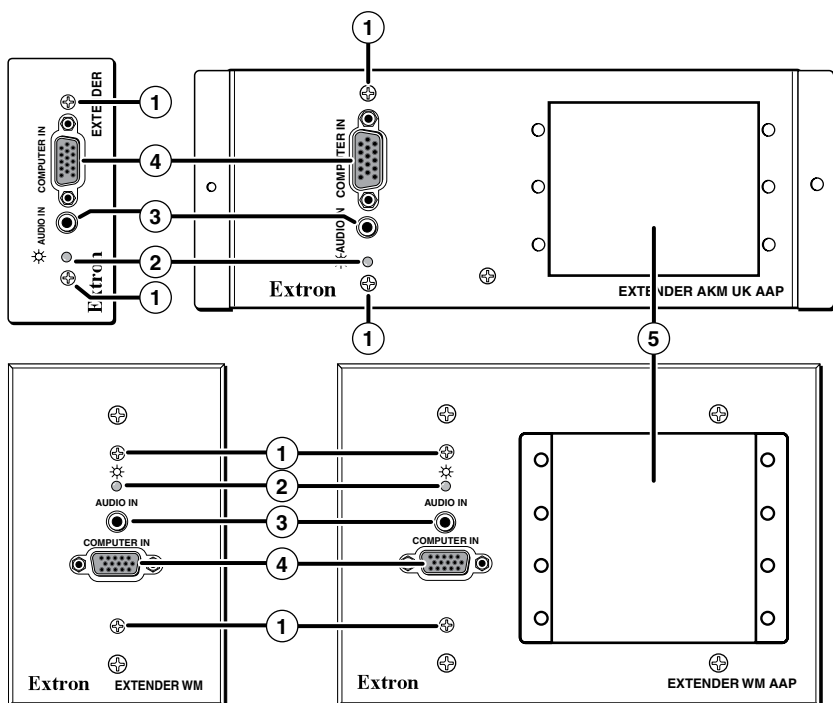 EXTENDER
COMPUTER IN
AUDIO IN
Extron
1
1
4
3
2
1
1
COMPUTER IN
AUDIO IN
Extron
EXTENDER AKM UK AAP
5
AUDIO IN
COMPUTER IN
Extron
EXTENDER WM
1
2
3
4
1
AUDIO IN
COMPUTER IN
Extron
EXTENDER WM AAP